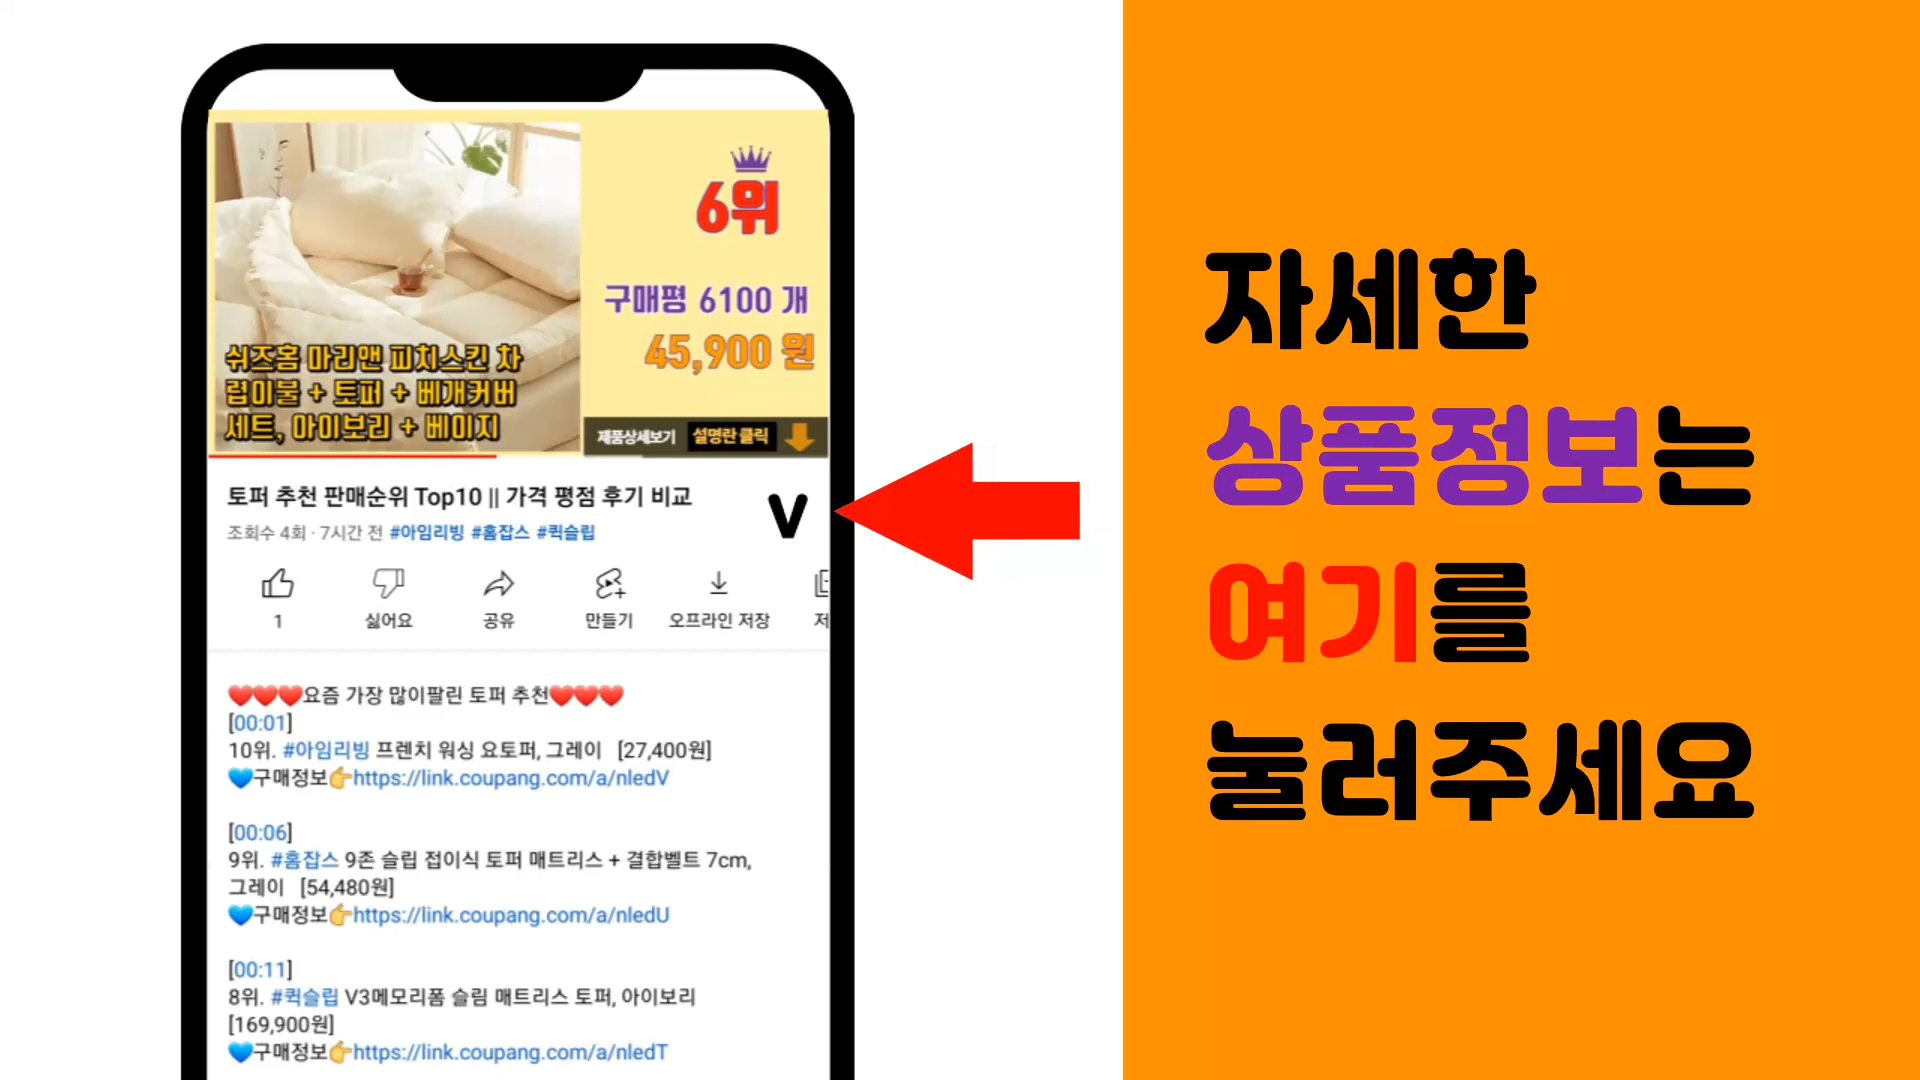 6위
구매평 6100 개
45,900 원
쉬즈홈 마리앤 피치스킨 차
렵이불 + 토퍼 + 베개커버
세트, 아이보리 + 베이지
제품상세보기 설명란 클릭
토퍼 추천 판매순위 Top10 || 가격 평점 후기 비교
V
조회수 4회 · 7시간 전 #아임리빙 #홈잡스 #퀵슬립
1 싫어요 공유 만들기 오프라인 저장 저
❤️❤️❤️요즘 가장 많이팔린 토퍼 추천❤️❤️❤️
[00:01]
10위. #아임리빙 프렌치 워싱 요토퍼, 그레이 [27,400원]
💙구매정보👉https://link.coupang.com/a/nledV
[00:06]
9위. #홈잡스 9존 슬립 접이식 토퍼 매트리스 + 결합벨트 7cm,
그레이 [54,480원]
💙구매정보👉https://link.coupang.com/a/nledU
[00:11]
8위. #퀵슬립 V3메모리폼 슬림 매트리스 토퍼, 아이보리
[169,900원]
💙구매정보👉https://link.coupang.com/a/nledT
자세한
상품정보는
여기를
눌러주세요